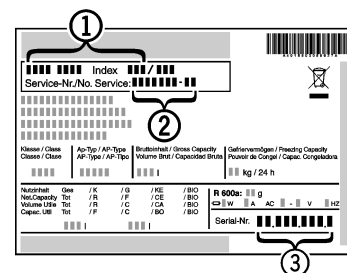 1
Index /
Service-Nr./No. Service: -
2
Klasse / Class
Classe / Clase
Ap-Typ / AP-Type
AP-Type / AP-Tipo
Bruttoinhalt / Gross Capacity
Volume Brut / Capacidad Bruta
Gefriervermögen / Freezing Capacity
Pouvoir de Congel / Capac. Congeladora
l
kg / 24 h
Nutzinhalt Ges / K / G / KE / BIO
Net.Capacity Tot / R / F / CE / BIO
Volume Utile Tot / R / C / CA / BIO
Capac. Util Tot / F / C / BO / BIO
l l
R 600a: g
W A AC - V HZ
Serial-Nr.
3